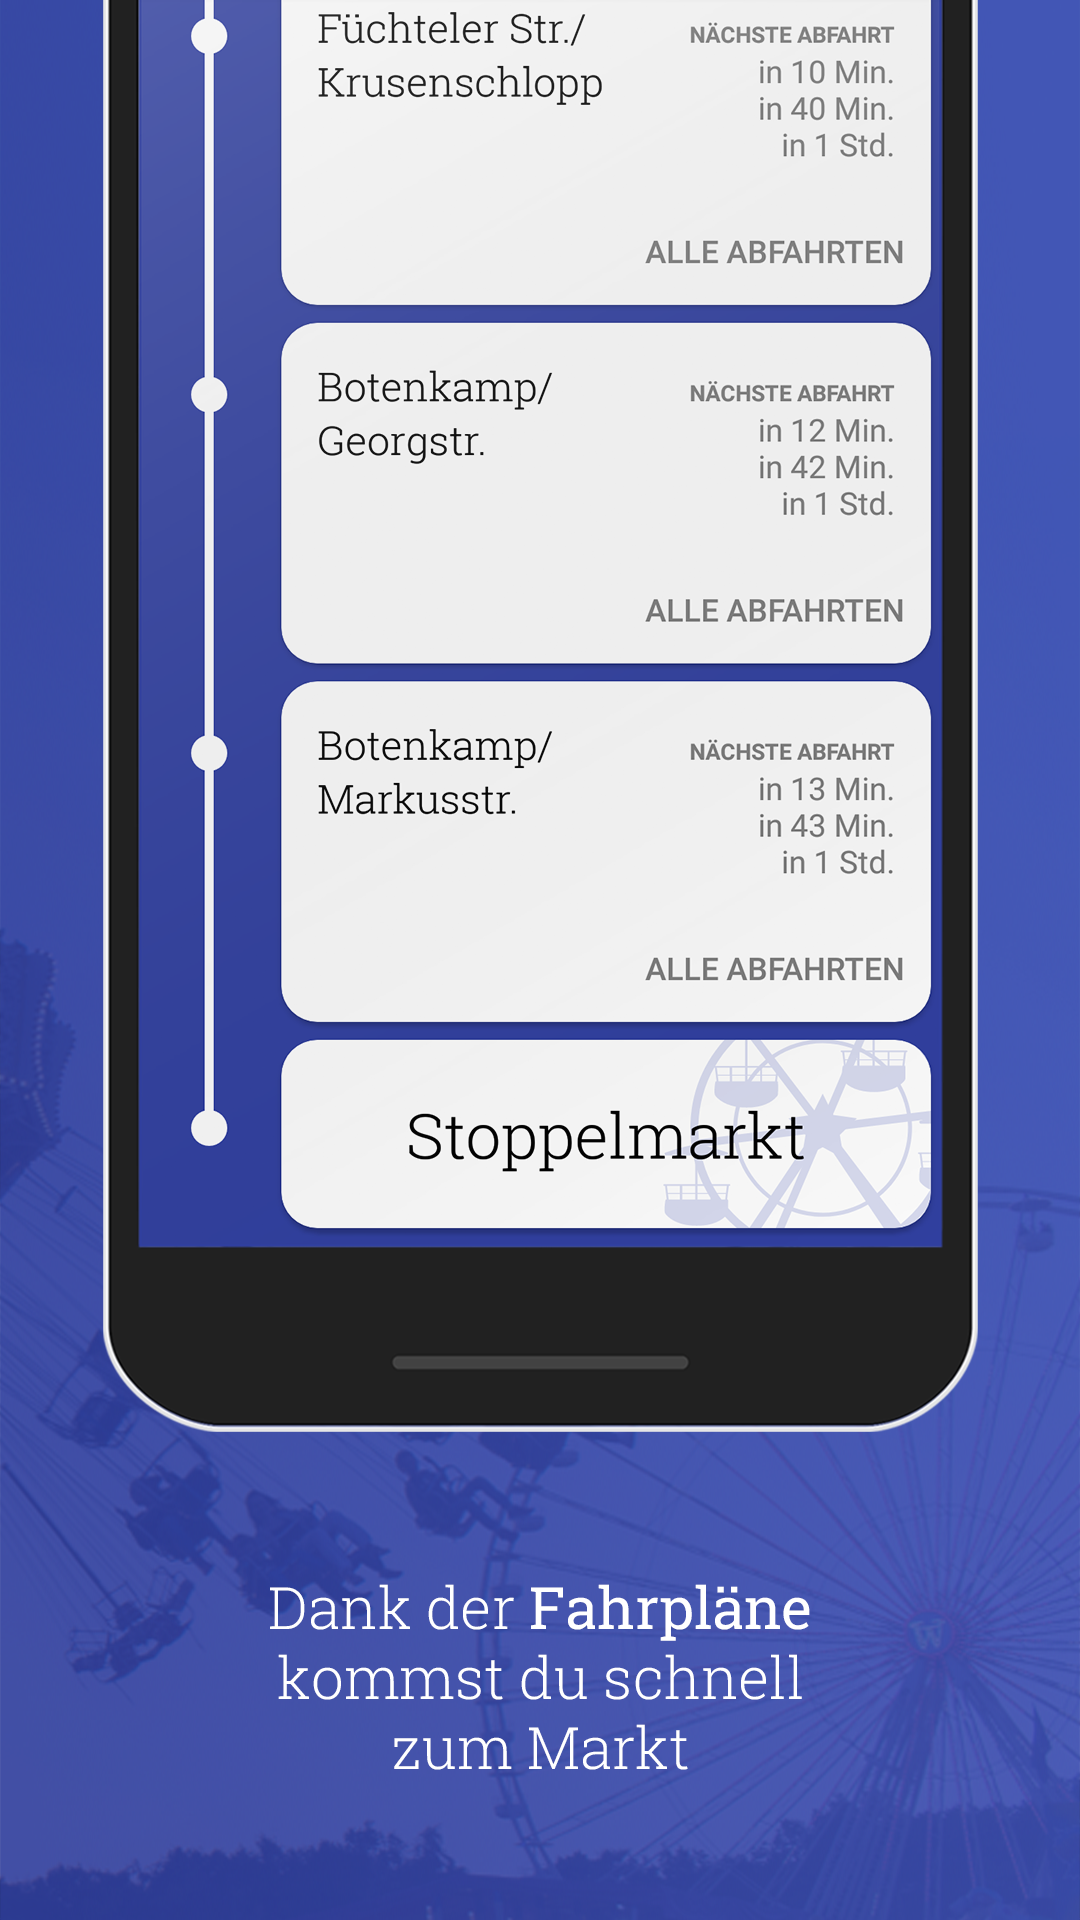 Füchteler Str./
Krusenschlopp
NÄCHSTE ABFAHRT
in 10 Min.
in 40 Min.
in 1 Std.
ALLE ABFAHRTEN
Botenkamp/
Georgstr.
NÄCHSTE ABFAHRT
in 12 Min.
in 42 Min.
in 1 Std.
ALLE ABFAHRTEN
Botenkamp/
Markusstr.
NÄCHSTE ABFAHRT
in 13 Min.
in 43 Min.
in 1 Std.
ALLE ABFAHRTEN
Stoppelmarkt
W
Dank der Fahrpläne
kommst du schnell
zum Markt